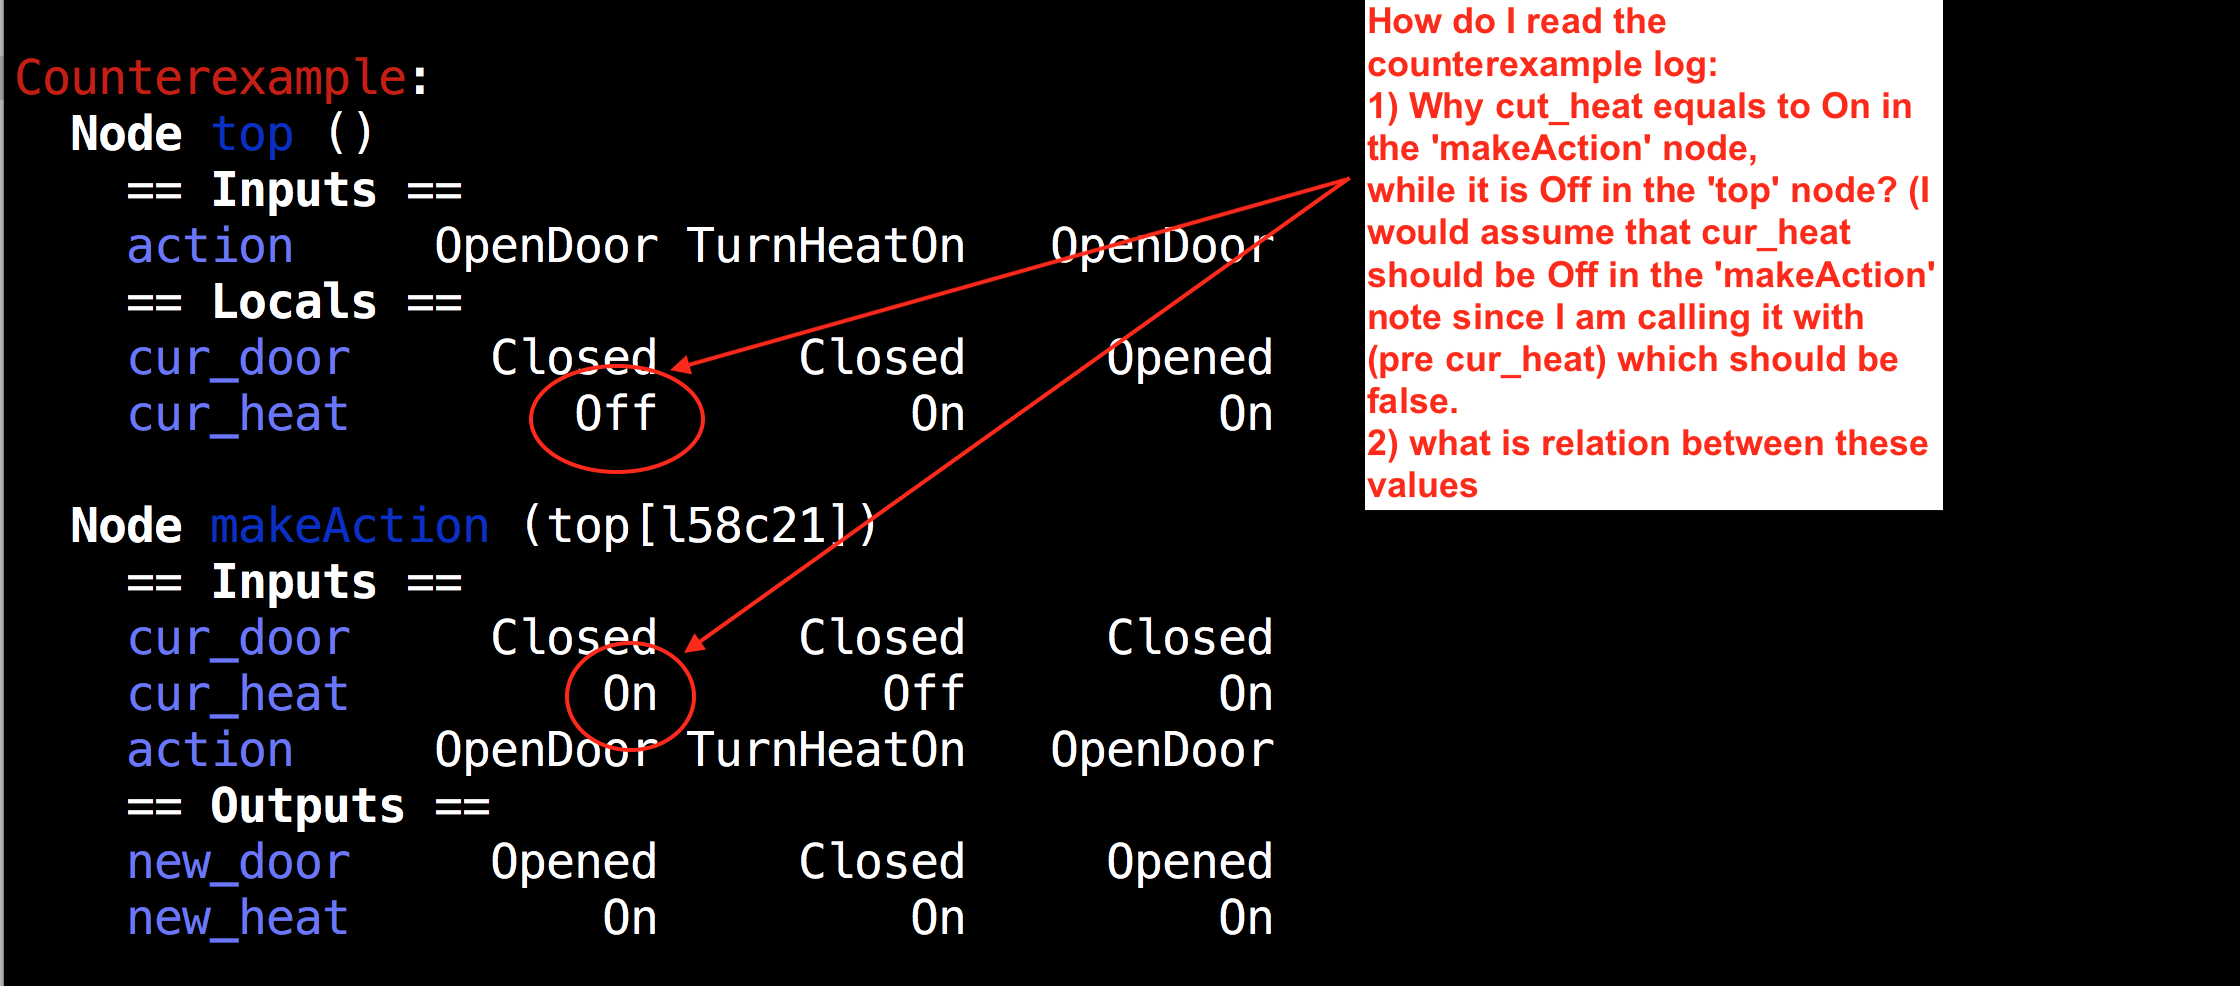 Counterexample:
Node top ()
== Inputs ==
action OpenDoor TurnHeatOn OpenDoor
== Locals ==
cur_door Closed Closed Opened
cur_heat Off On On
Node makeAction (top[l58c21])
== Inputs ==
cur_door Closed Closed Closed
cur_heat On Off On
action OpenDoor TurnHeatOn OpenDoor
== Outputs ==
new_door Opened Closed Opened
new_heat On On On
How do I read the
counterexample log:
1) Why cut_heat equals to On in
the 'makeAction' node,
while it is Off in the 'top' node? (I
would assume that cur_heat
should be Off in the 'makeAction'
note since I am calling it with
(pre cur_heat) which should be
false.
2) what is relation between these
values